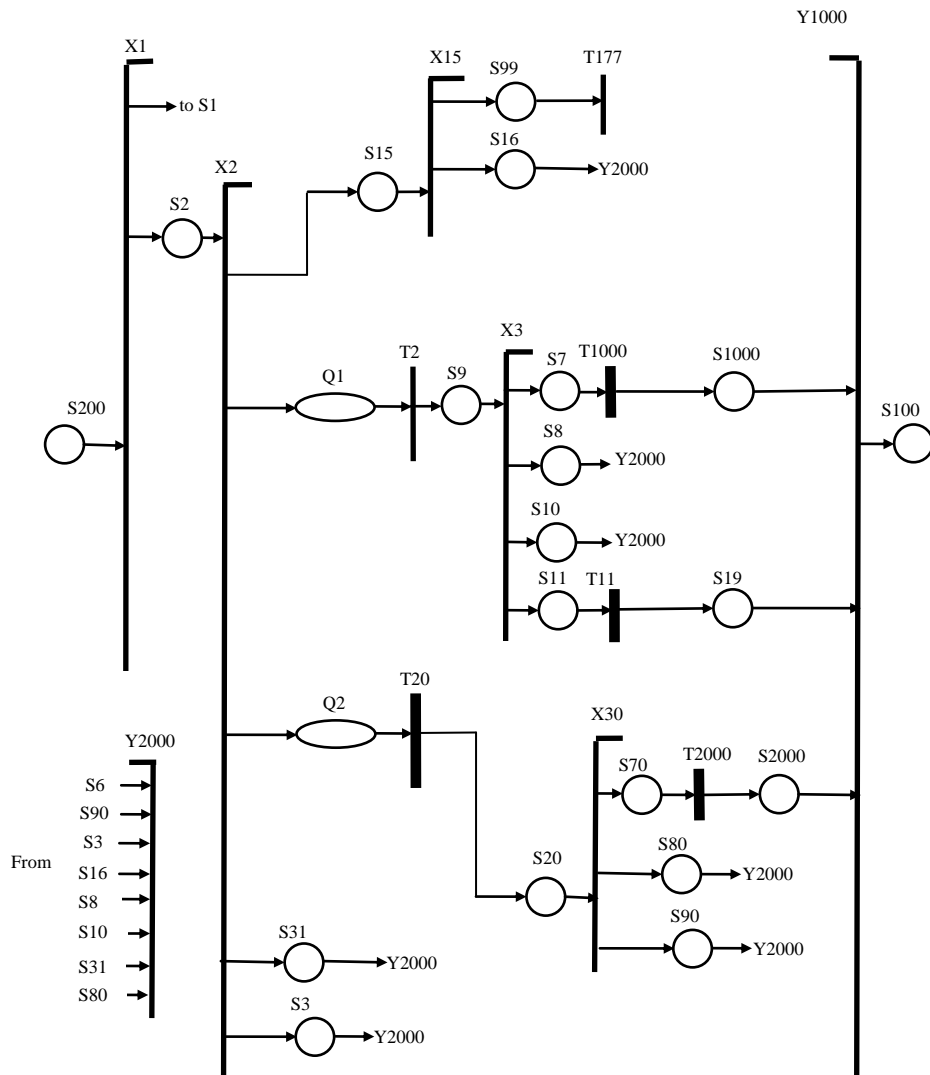 Y1000
X1
X15
S99
T177
to S1
S16
Y2000
S15
X2
S2
X3
S7
T1000
S1000
T2
S9
Q1
S200
S100
S8
Y2000
S10
Y2000
S11
T11
S19
T20
Q2
X30
Y2000
S70
T2000
S2000
S6
S90
S3
From
S16
S8
S10
S31
S80
S20
S80
Y2000
S90
Y2000
S31
Y2000
S3
Y2000